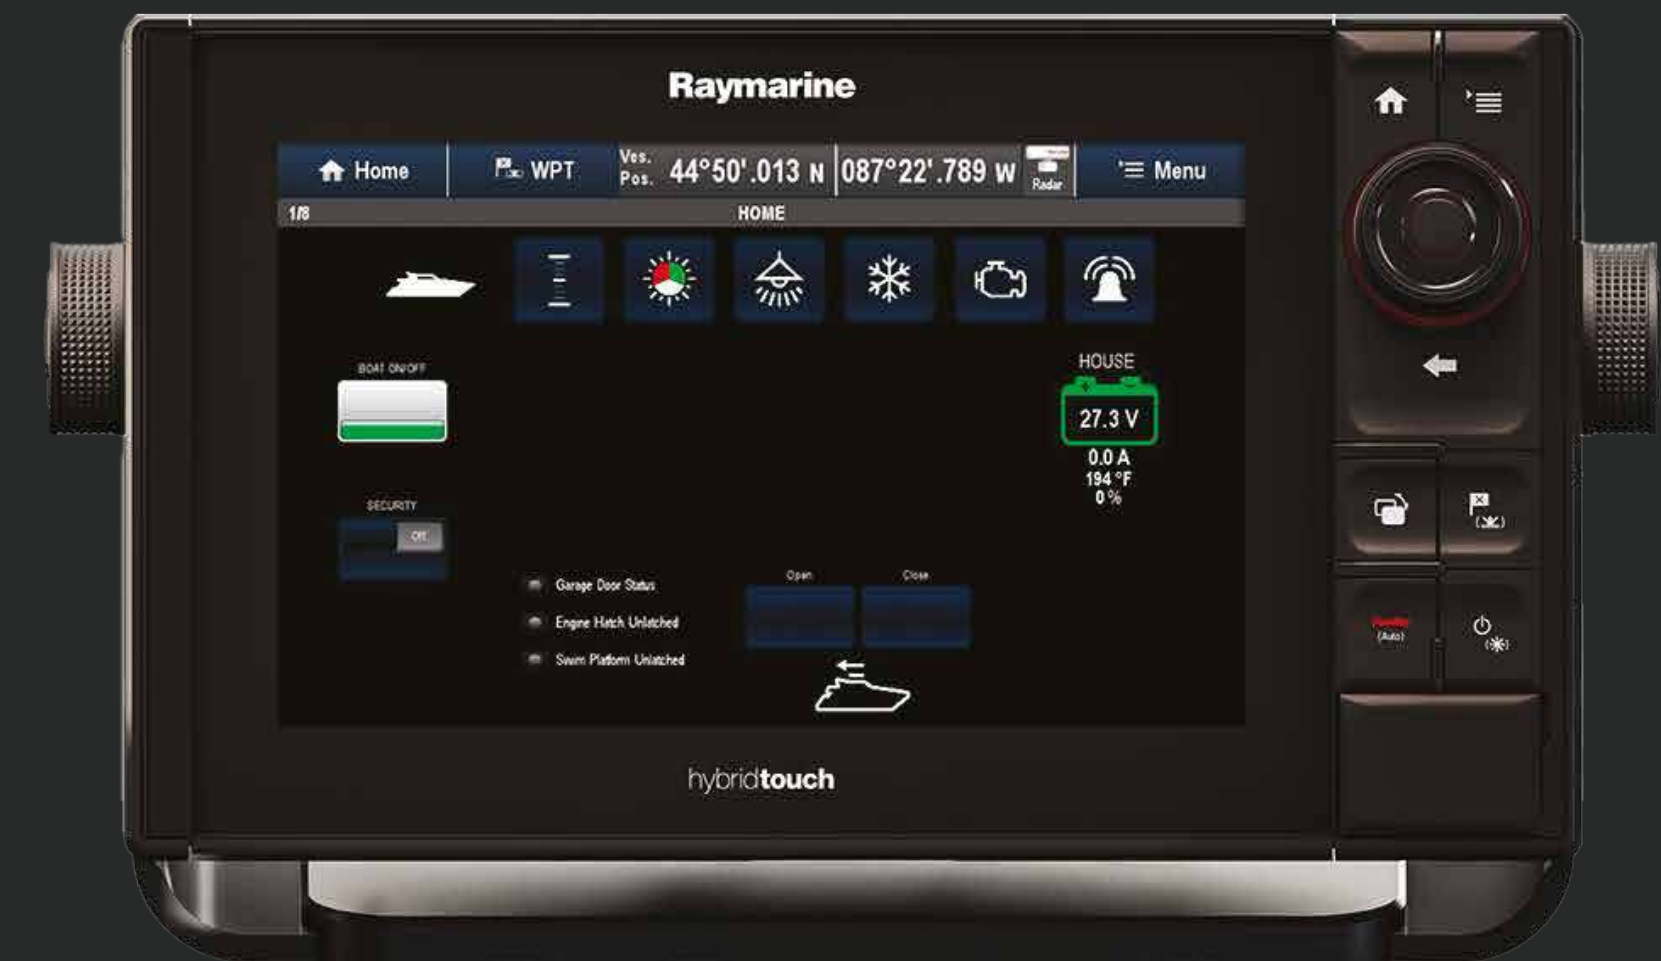 Raymarine
Home
WPT
Ves. Pos. 44°50'.013 N 087°22'.789 W
Radar
Menu
1/8
HOME
BOAT ON/OFF
HOUSE
27.3 V
0.0 A
194 °F
0 %
SECURITY
Off
Garage Door Status
Engine Hatch Unlatched
Swim Platform Unlatched
Open
Close
(Auto)
hybridtouch